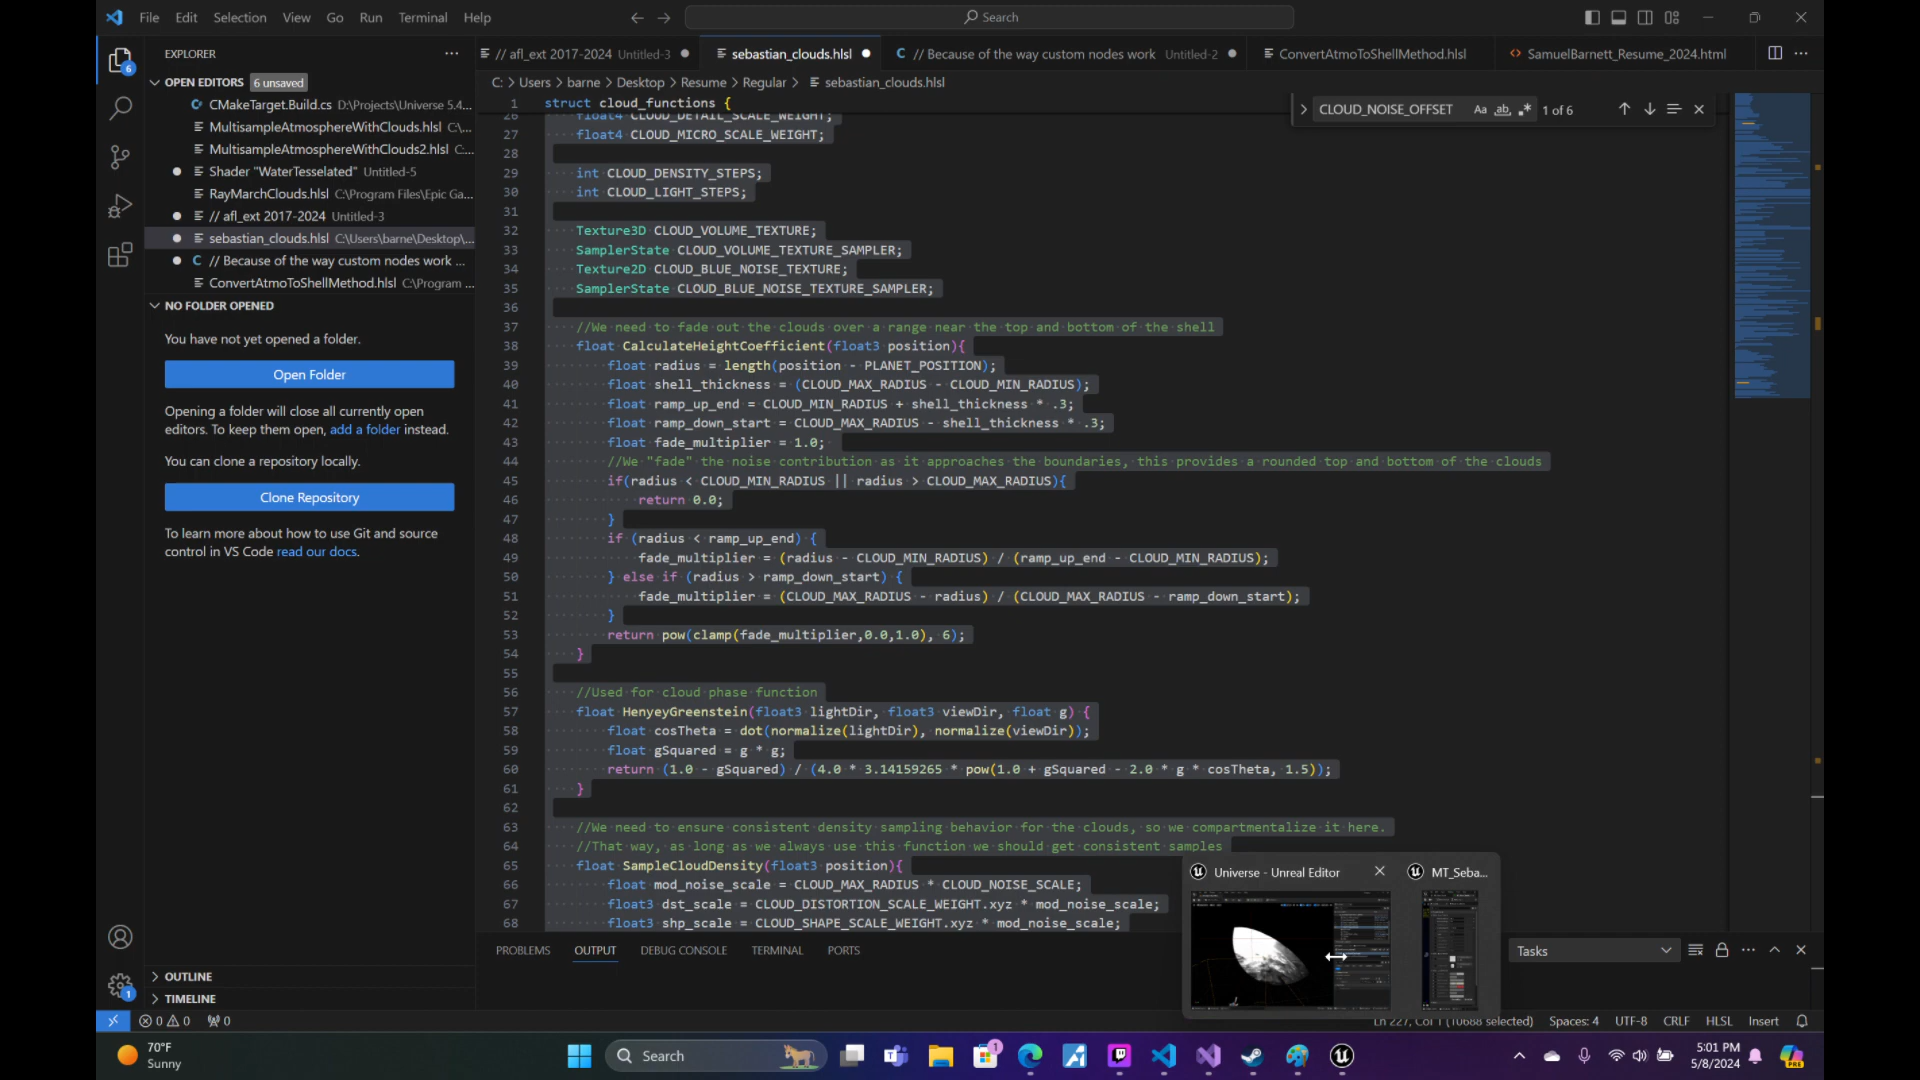 File Edit Selection View Go Run Terminal Help
Search
EXPLORER
OPEN EDITORS 6 unsaved
CMakeTarget.Build.cs D:\Projects\Universe 5.4...
MultisampleAtmosphereWithClouds.hlsl C:\...
MultisampleAtmosphereWithClouds2.hlsl C:...
Shader "WaterTesselated" Untitled-5
RayMarchClouds.hlsl C:\Program Files\Epic Ga...
// afl_ext 2017-2024 Untitled-3
sebastian_clouds.hlsl C:\Users\barne\Desktop\...
// Because of the way custom nodes work ...
ConvertAtmoToShellMethod.hlsl C:\Program ...
NO FOLDER OPENED
You have not yet opened a folder.
Open Folder
Opening a folder will close all currently open
editors. To keep them open, add a folder instead.
You can clone a repository locally.
Clone Repository
To learn more about how to use Git and source
control in VS Code read our docs.
OUTLINE
TIMELINE
// afl_ext 2017-2024 Untitled-3 sebastian_clouds.hlsl // Because of the way custom nodes work Untitled-2 ConvertAtmoToShellMethod.hlsl SamuelBarnett_Resume_2024.html
C: > Users > barne > Desktop > Resume > Regular > sebastian_clouds.hlsl
CLOUD_NOISE_OFFSET Aa ab 1 of 6
1 struct cloud_functions {
26 float4 CLOUD_DETAIL_SCALE_WEIGHT;
27 float4 CLOUD_MICRO_SCALE_WEIGHT;
28
29 int CLOUD_DENSITY_STEPS;
30 int CLOUD_LIGHT_STEPS;
31
32 Texture3D CLOUD_VOLUME_TEXTURE;
33 SamplerState CLOUD_VOLUME_TEXTURE_SAMPLER;
34 Texture2D CLOUD_BLUE_NOISE_TEXTURE;
35 SamplerState CLOUD_BLUE_NOISE_TEXTURE_SAMPLER;
36
37 //We need to fade out the clouds over a range near the top and bottom of the shell
38 float CalculateHeightCoefficient(float3 position){
39 float radius = length(position - PLANET_POSITION);
40 float shell_thickness = (CLOUD_MAX_RADIUS - CLOUD_MIN_RADIUS);
41 float ramp_up_end = CLOUD_MIN_RADIUS + shell_thickness * .3;
42 float ramp_down_start = CLOUD_MAX_RADIUS - shell_thickness * .3;
43 float fade_multiplier = 1.0;
44 //We "fade" the noise contribution as it approaches the boundaries, this provides a rounded top and bottom of the clouds
45 if(radius < CLOUD_MIN_RADIUS || radius > CLOUD_MAX_RADIUS){
46 return 0.0;
47 }
48 if (radius < ramp_up_end) {
49 fade_multiplier = (radius - CLOUD_MIN_RADIUS) / (ramp_up_end - CLOUD_MIN_RADIUS);
50 } else if (radius > ramp_down_start) {
51 fade_multiplier = (CLOUD_MAX_RADIUS - radius) / (CLOUD_MAX_RADIUS - ramp_down_start);
52 }
53 return pow(clamp(fade_multiplier,0.0,1.0), 6);
54 }
55
56 //Used for cloud phase function
57 float HenyeyGreenstein(float3 lightDir, float3 viewDir, float g) {
58 float cosTheta = dot(normalize(lightDir), normalize(viewDir));
59 float gSquared = g * g;
60 return (1.0 - gSquared) / (4.0 * 3.14159265 * pow(1.0 + gSquared - 2.0 * g * cosTheta, 1.5));
61 }
62
63 //We need to ensure consistent density sampling behavior for the clouds, so we compartmentalize it here.
64 //That way, as long as we always use this function we should get consistent samples
65 float SampleCloudDensity(float3 position){
66 float mod_noise_scale = CLOUD_MAX_RADIUS * CLOUD_NOISE_SCALE;
67 float3 dst_scale = CLOUD_DISTORTION_SCALE_WEIGHT.xyz * mod_noise_scale;
68 float3 shp_scale = CLOUD_SHAPE_SCALE_WEIGHT.xyz * mod_noise_scale;
Universe - Unreal Editor MT_Seba...
PROBLEMS OUTPUT DEBUG CONSOLE TERMINAL PORTS Tasks
0 0 0 Ln 227, Col 1 (10688 selected) Spaces: 4 UTF-8 CRLF HLSL Insert
70°F
Sunny
Search
5:01 PM
5/8/2024